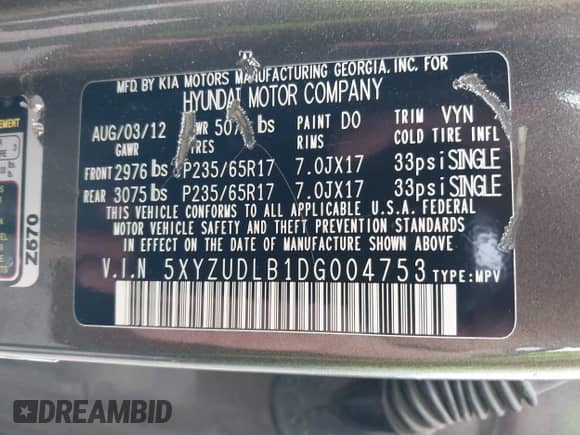 MFD. BY KIA MOTORS MANUFACTURING GEORGIA, INC. FOR
HYUNDAI MOTOR COMPANY
AUG/03/12 lbs PAINT DO TRIM VYN
GAWR RIMS COLD TIRE INFL
FRONT 2976 lbs P235/65R17 7.0JX17 33psi SINGLE
REAR 3075 lbs P235/65R17 7.0JX17 33psi SINGLE
THIS VEHICLE CONFORMS TO ALL APPLICABLE U.S.A. FEDERAL
MOTOR VEHICLE SAFETY AND THEFT PREVENTION STANDARDS
IN EFFECT ON THE DATE OF MANUFACTURE SHOWN ABOVE.
V.I.N 5XYZUDLB1DG004753 TYPE:MPV
Z670
DREAMBID